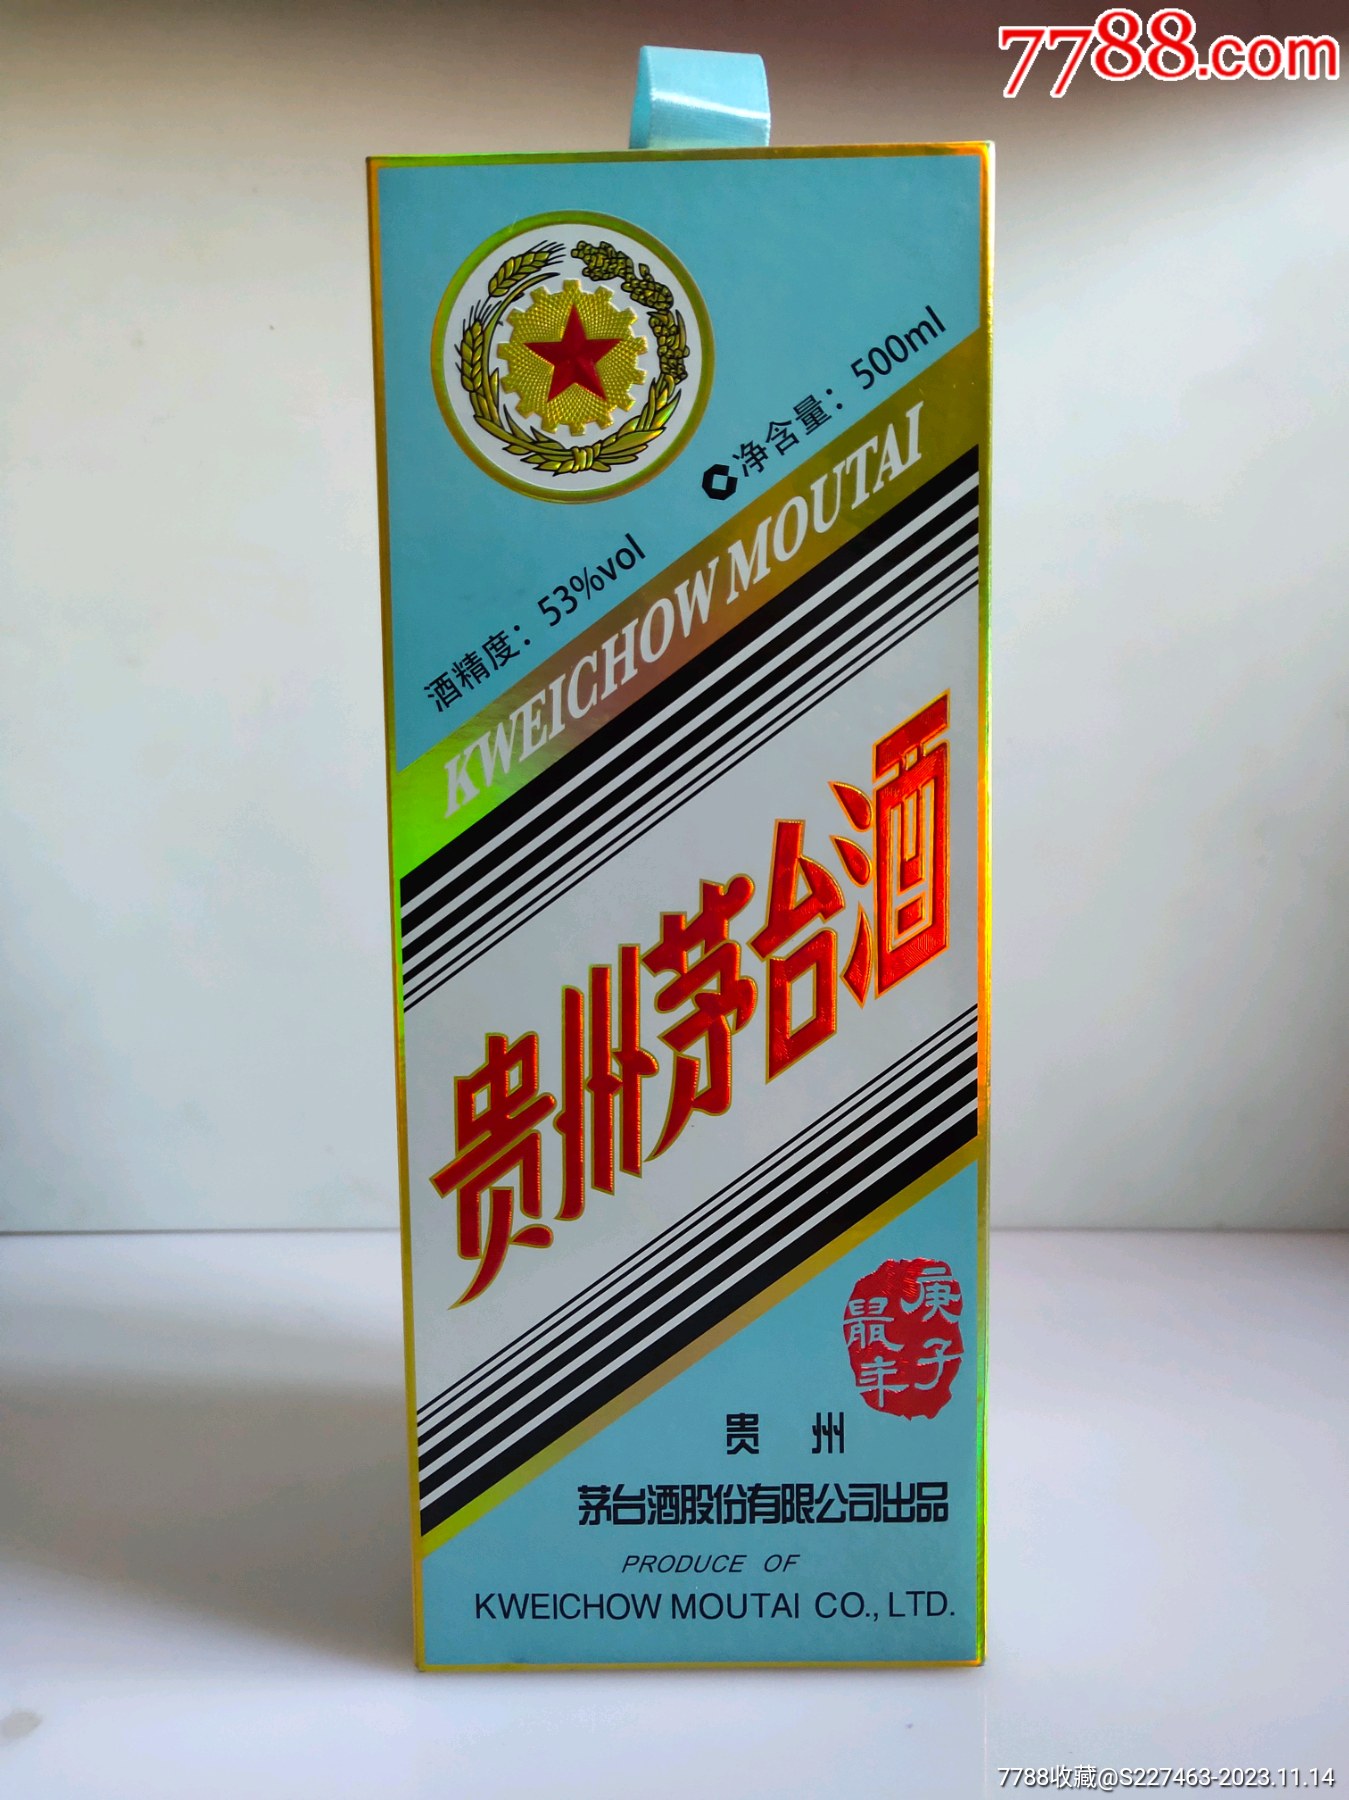 7788.com
净含量：500ml
酒精度：53%vol
KWEICHOW MOUTAI
贵州茅台酒
庚子
鼠年
贵州
茅台酒股份有限公司出品
PRODUCE OF
KWEICHOW MOUTAI CO., LTD.
7788收藏@S227463-2023.11.14